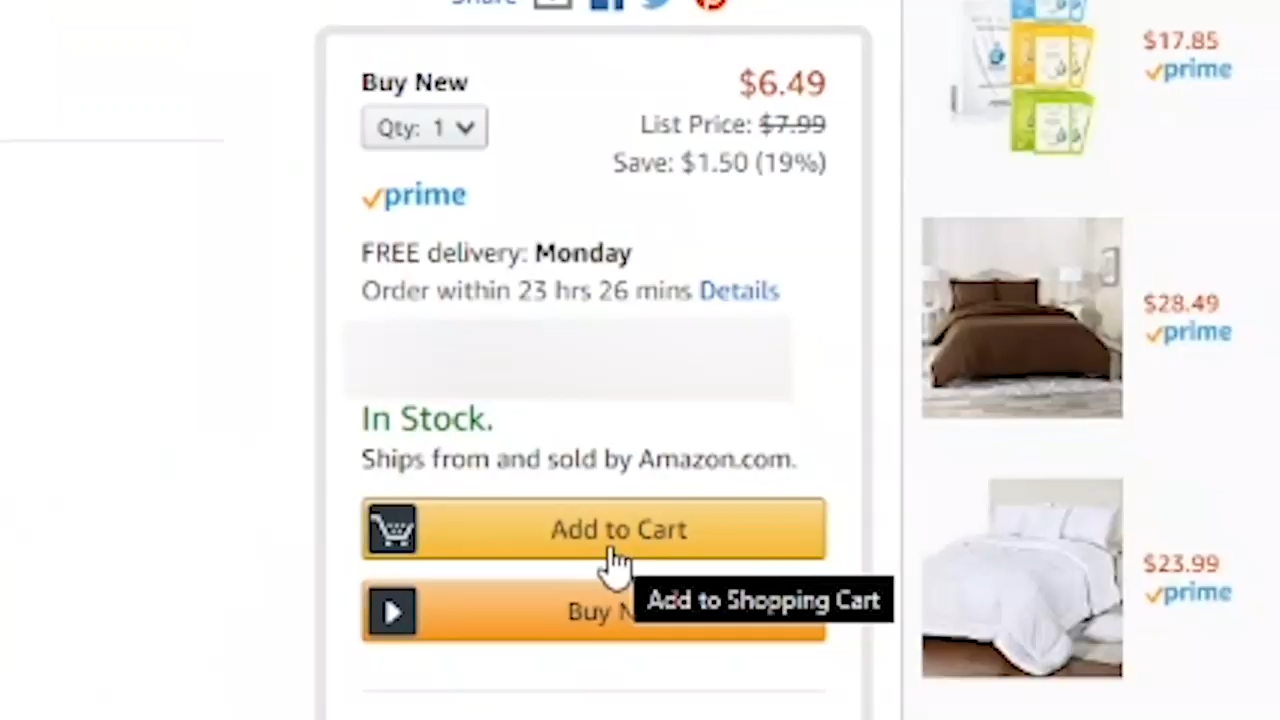 Share
Buy New
$6.49
Qty: 1
List Price: $7.99
Save: $1.50 (19%)
prime
FREE delivery: Monday
Order within 23 hrs 26 mins Details
In Stock.
Ships from and sold by Amazon.com.
Add to Cart
Add to Shopping Cart
Buy N
$17.85
prime
$28.49
prime
$23.99
prime